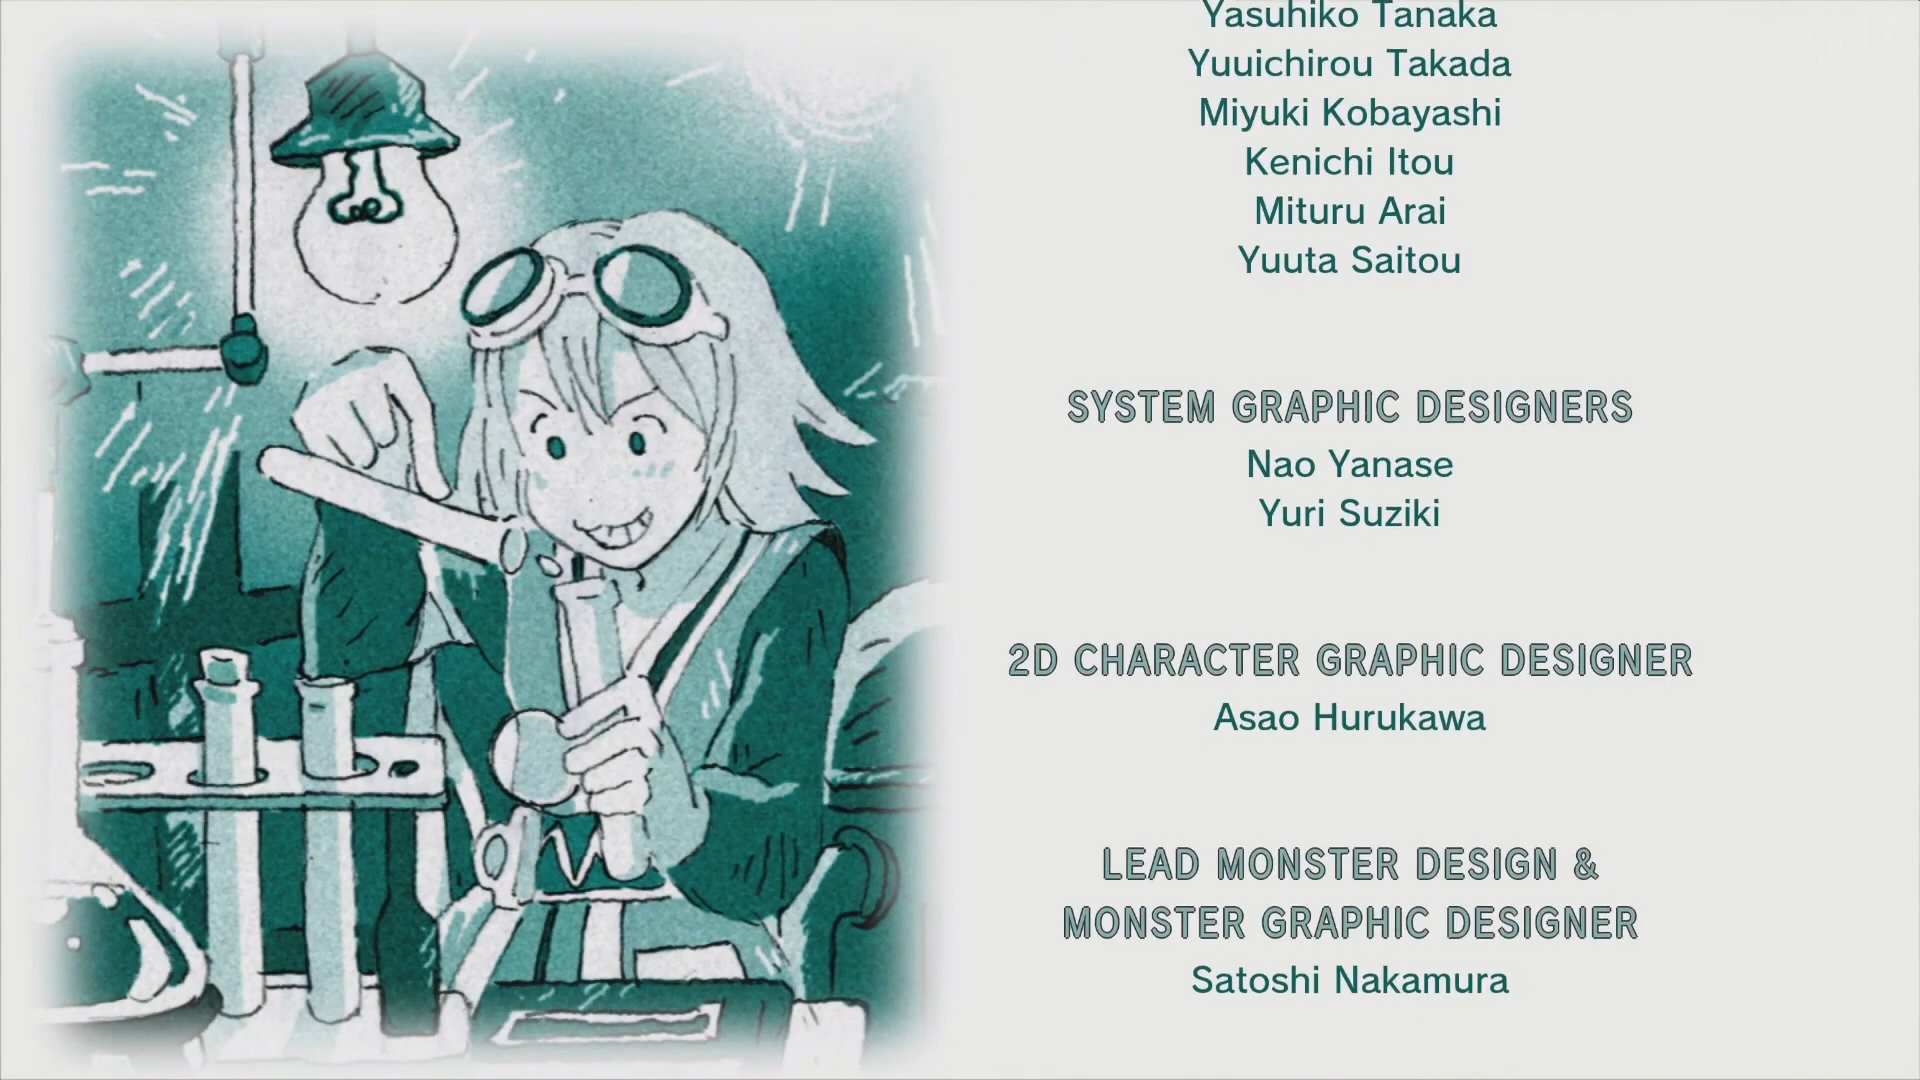 Yasuhiko Tanaka
Yuuichirou Takada
Miyuki Kobayashi
Kenichi Itou
Mituru Arai
Yuuta Saitou
SYSTEM GRAPHIC DESIGNERS
Nao Yanase
Yuri Suziki
2D CHARACTER GRAPHIC DESIGNER
Asao Hurukawa
LEAD MONSTER DESIGN &
MONSTER GRAPHIC DESIGNER
Satoshi Nakamura